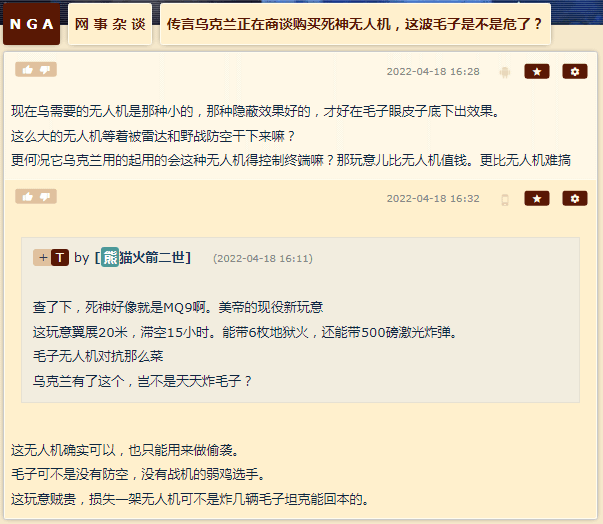 NGA 网事杂谈 传言乌克兰正在商谈购买死神无人机，这波毛子是不是危了？
2022-04-18 16:28
现在乌需要的无人机是那种小的，那种隐蔽效果好的，才好在毛子眼皮子底下出效果。
这么大的无人机等着被雷达和野战防空干下来嘛？
更何况它乌克兰用的起用的会这种无人机得控制终端嘛？那玩意儿比无人机值钱。更比无人机难搞
2022-04-18 16:32
+ T by [熊猫火箭二世] (2022-04-18 16:11)
查了下，死神好像就是MQ9啊。美帝的现役新玩意
这玩意翼展20米，滞空15小时。能带6枚地狱火，还能带500磅激光炸弹。
毛子无人机对抗那么菜
乌克兰有了这个，岂不是天天炸毛子？
这无人机确实可以，也只能用来做偷袭。
毛子可不是没有防空，没有战机的弱鸡选手。
这玩意贼贵，损失一架无人机可不是炸几辆毛子坦克能回本的。